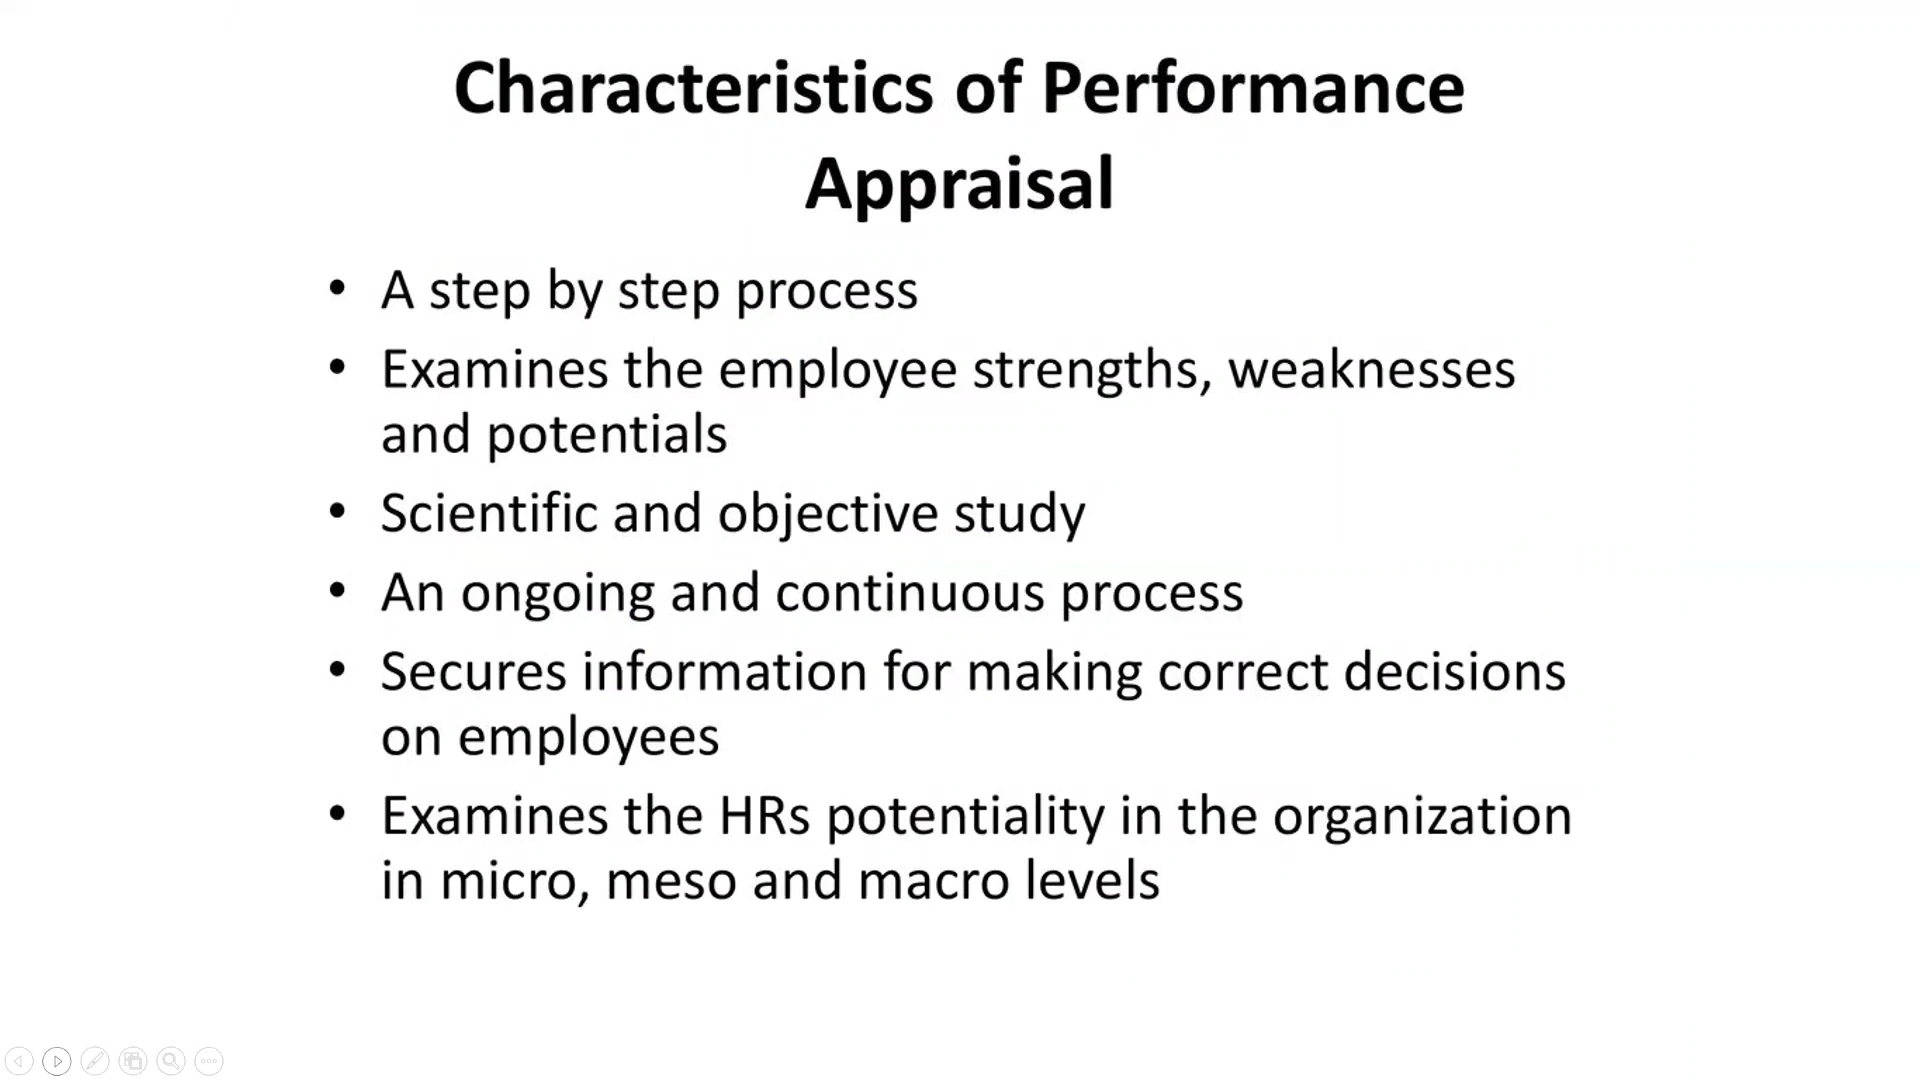 Characteristics of Performance
Appraisal
• A step by step process
• Examines the employee strengths, weaknesses
and potentials
• Scientific and objective study
• An ongoing and continuous process
• Secures information for making correct decisions
on employees
• Examines the HRs potentiality in the organization
in micro, meso and macro levels